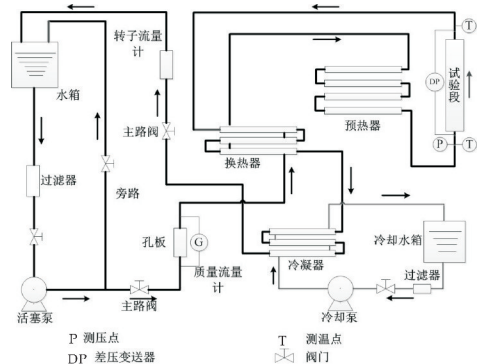 转子流量
计
T
水箱
DP
试验段
预热器
主路阀
换热器
P
T
过滤器
旁路
孔板
G
冷却水箱
冷凝器
质量流量
计
过滤器
主路阀
活塞泵
冷却泵
P 测压点
T 测温点
DP 差压变送器
阀门